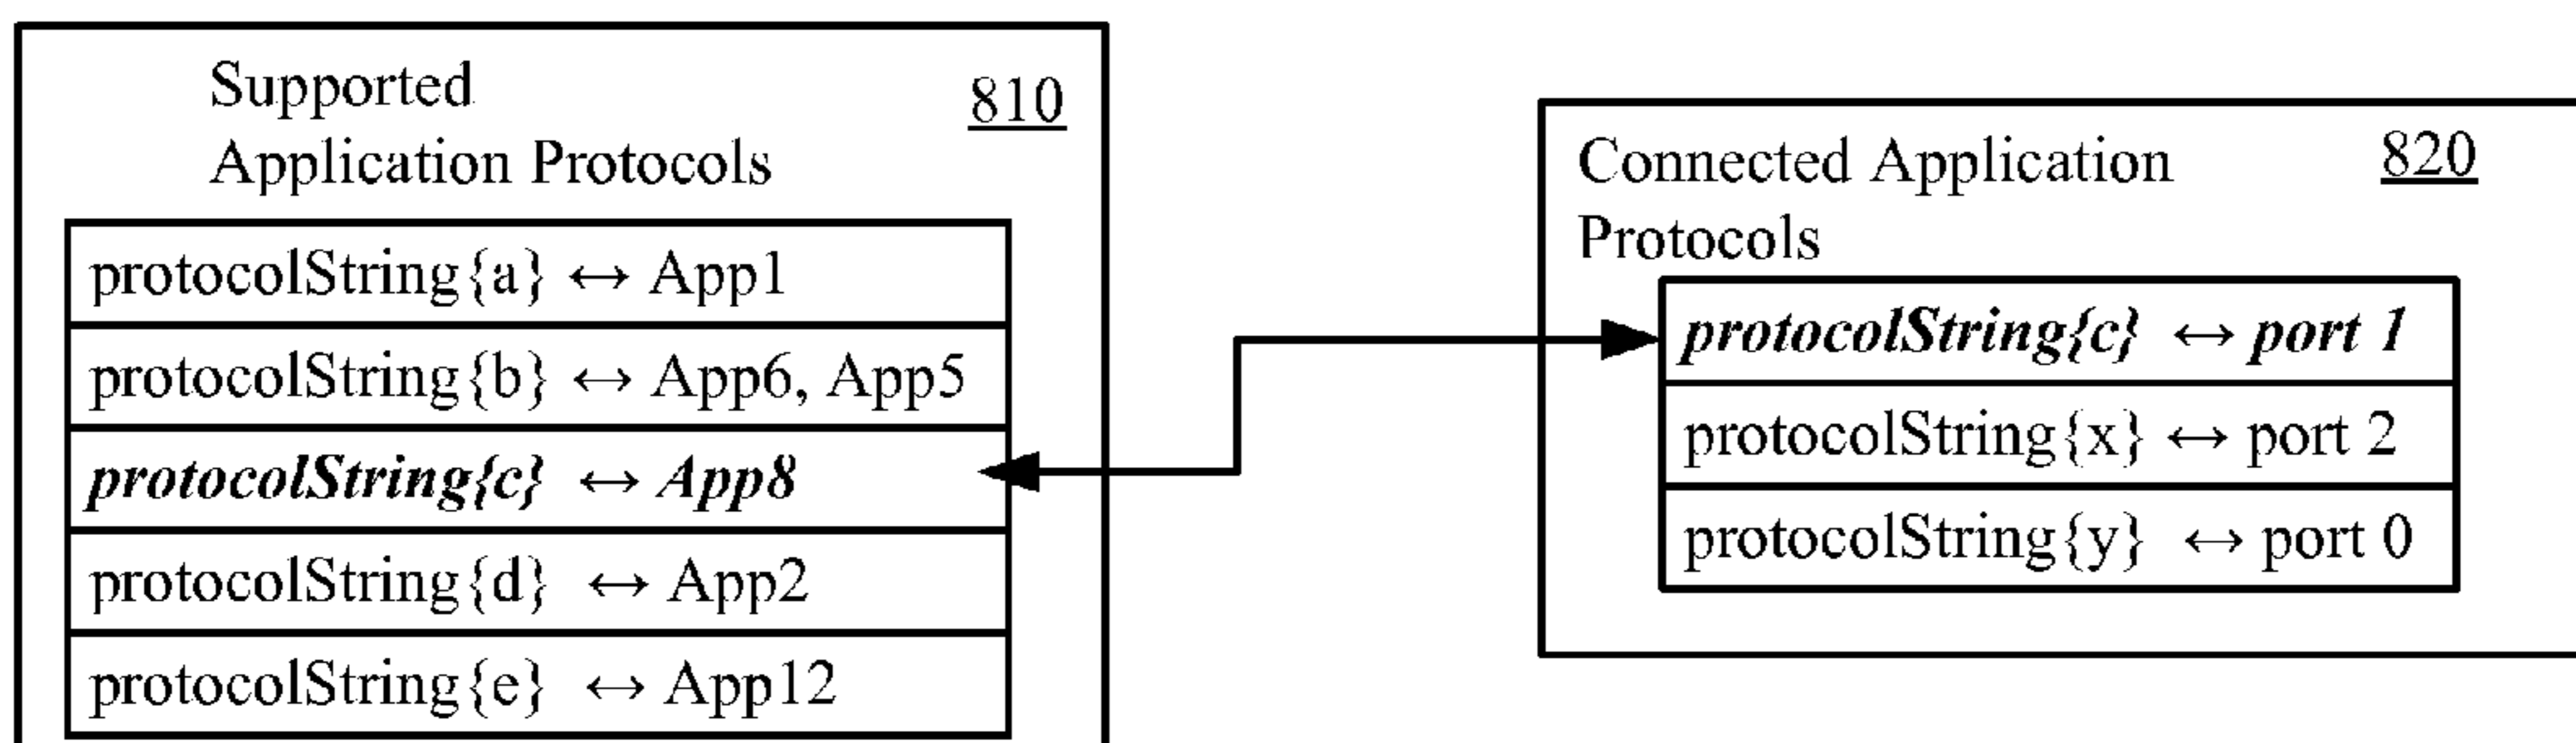 Supported
Application Protocols
810
protocolString{a} ↔ App1
protocolString{b} ↔ App6, App5
protocolString{c} ↔ App8
protocolString{d} ↔ App2
protocolString{e} ↔ App12
Connected Application
Protocols
820
protocolString{c} ↔ port 1
protocolString{x} ↔ port 2
protocolString{y} ↔ port 0